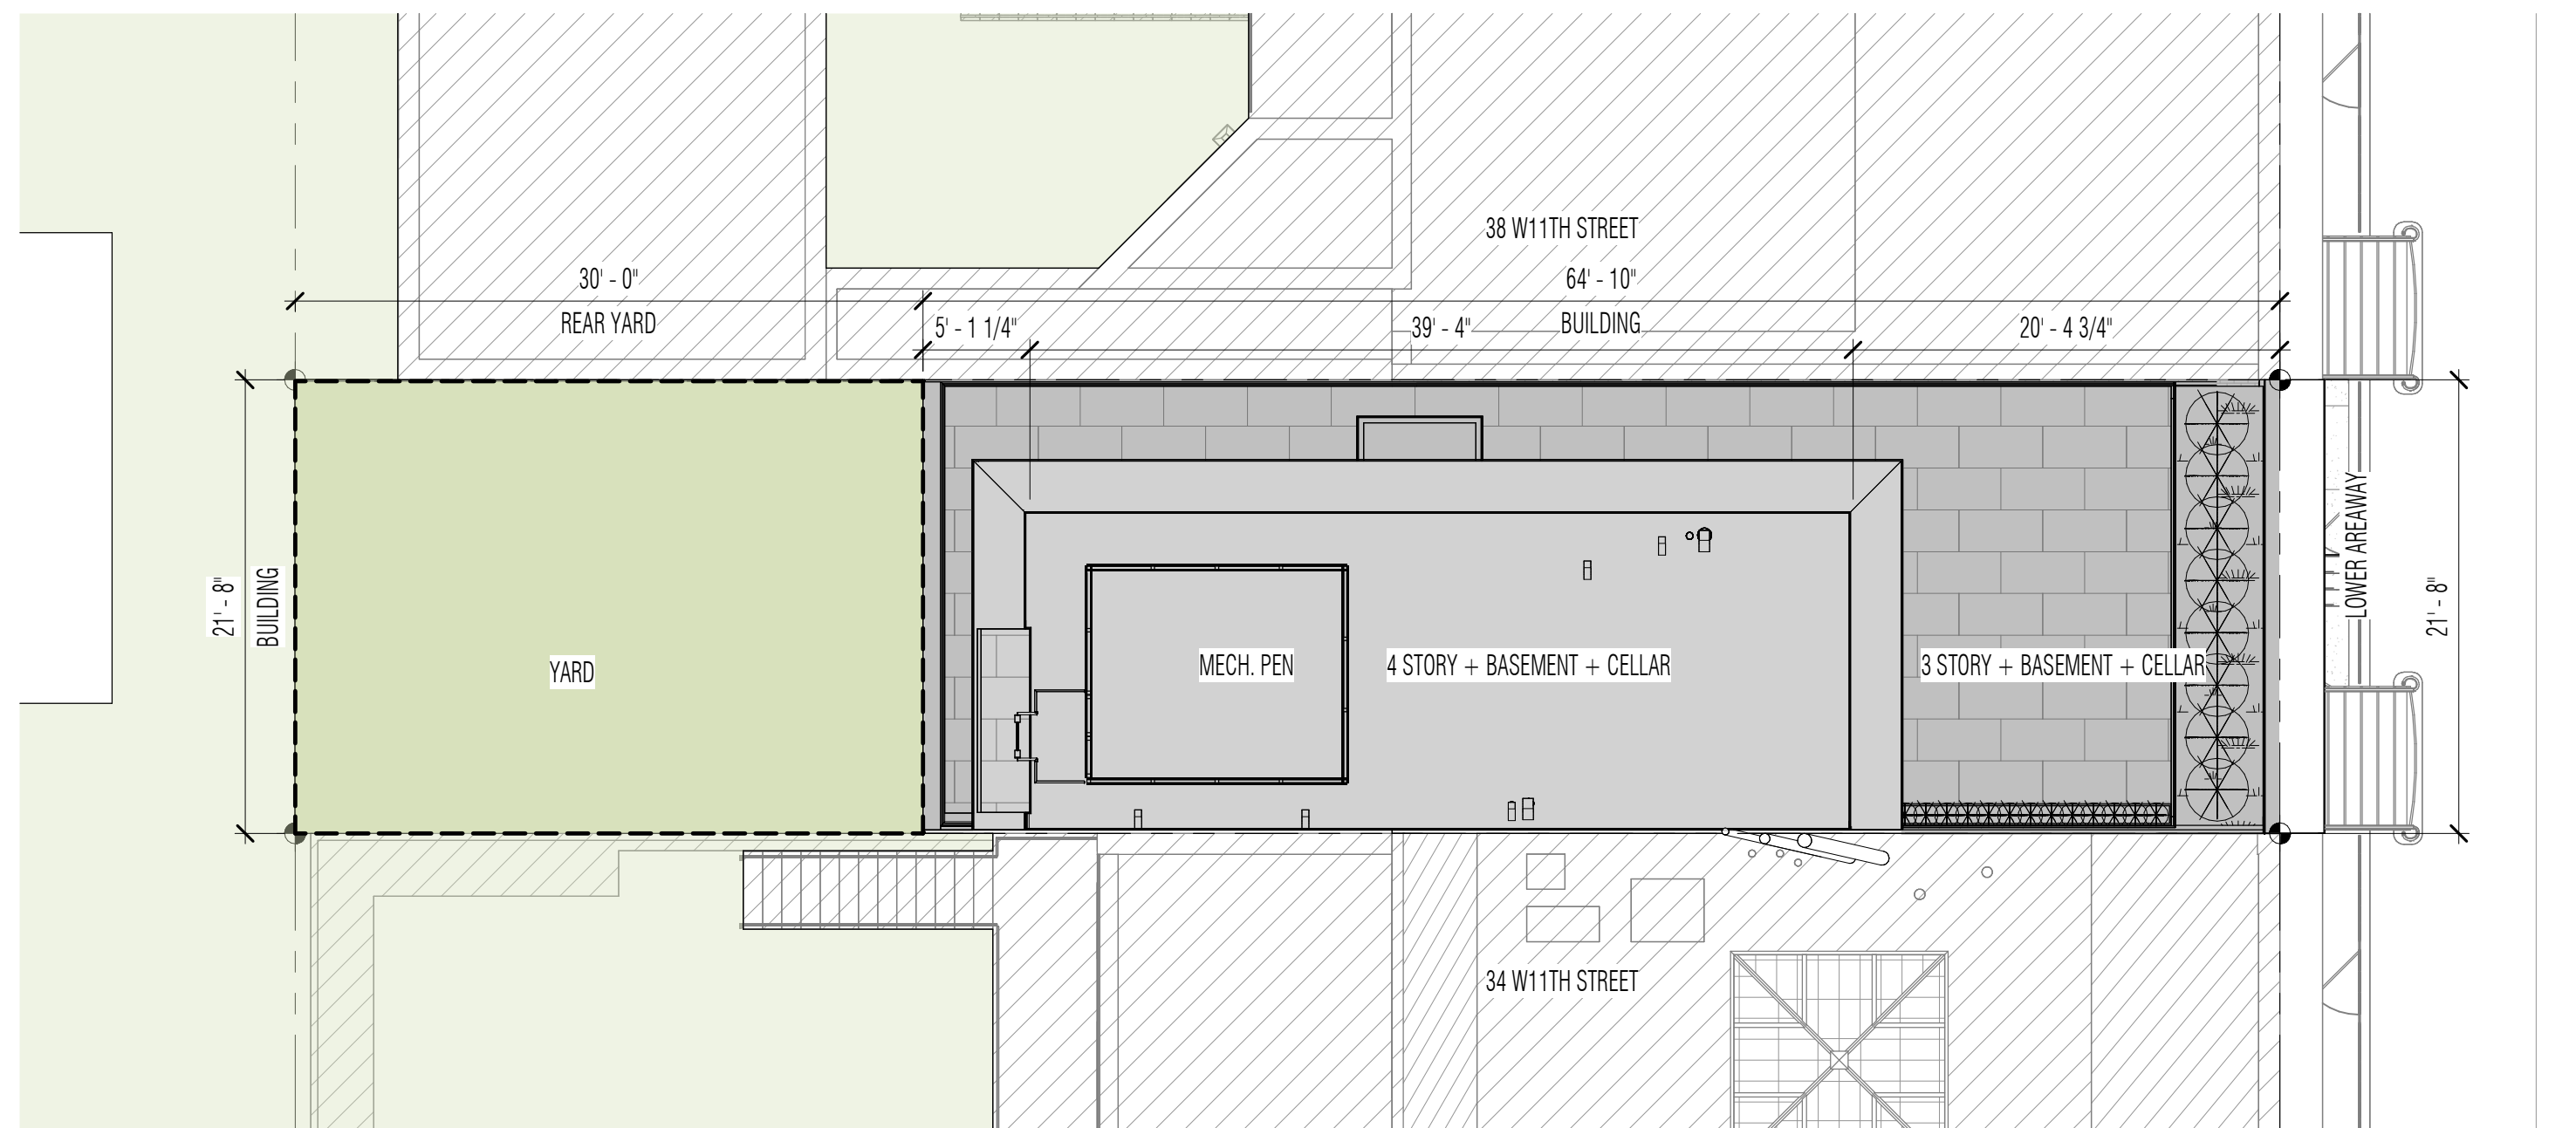 38 W11TH STREET
30' - 0"
64' - 10"
REAR YARD
5' - 1 1/4"
39' - 4"
BUILDING
20' - 4 3/4"
21' - 8"
BUILDING
YARD
MECH. PEN
4 STORY + BASEMENT + CELLAR
3 STORY + BASEMENT + CELLAR
LOWER AREAWAY
21' - 8"
34 W11TH STREET